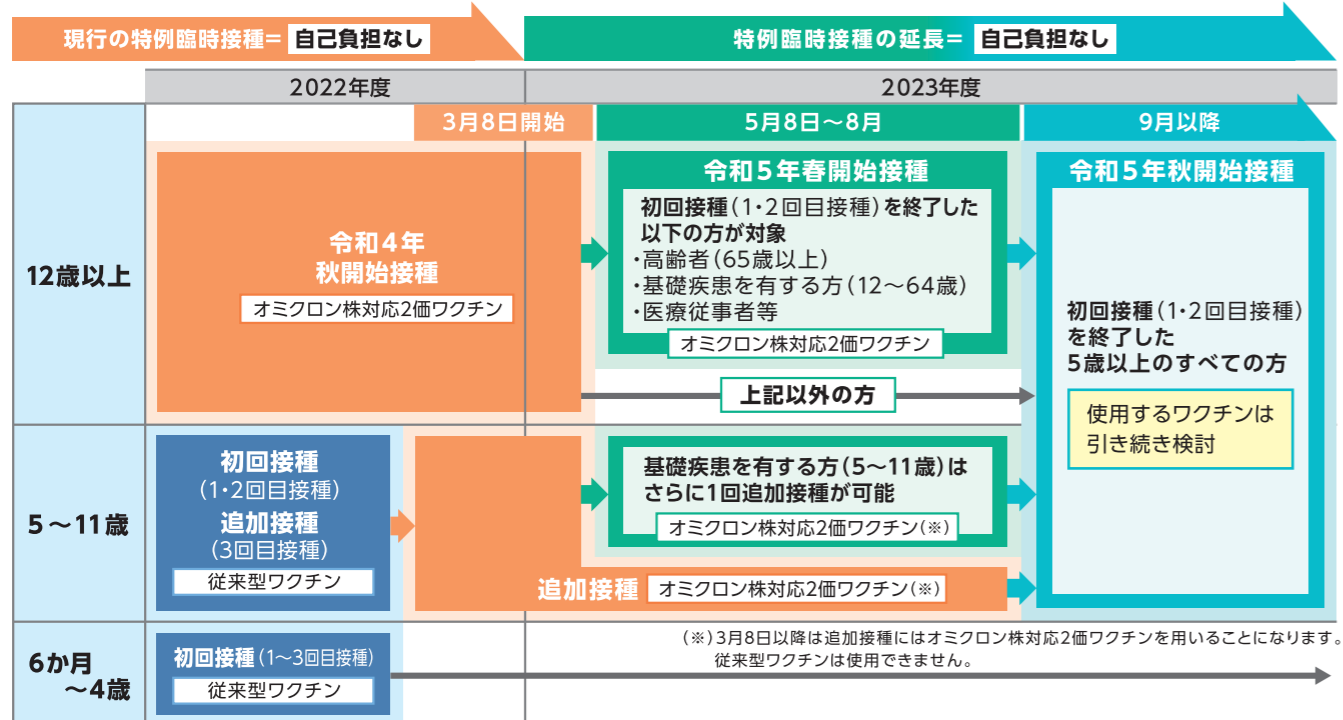 現行の特例臨時接種= 自己負担なし
特例臨時接種の延長= 自己負担なし
2022年度
2023年度
3月8日開始
5月8日～8月
9月以降
12歳以上
令和4年
秋開始接種
オミクロン株対応2価ワクチン
令和5年春開始接種
初回接種(1・2回目接種)を終了した
以下の方が対象
・高齢者(65歳以上)
・基礎疾患を有する方(12～64歳)
・医療従事者等
オミクロン株対応2価ワクチン
上記以外の方
令和5年秋開始接種
初回接種(1・2回目接種)
を終了した
5歳以上のすべての方
使用するワクチンは
引き続き検討
5～11歳
初回接種
(1・2回目接種)
追加接種
(3回目接種)
従来型ワクチン
基礎疾患を有する方(5～11歳)は
さらに1回追加接種が可能
オミクロン株対応2価ワクチン(※)
追加接種 オミクロン株対応2価ワクチン(※)
(※)3月8日以降は追加接種にはオミクロン株対応2価ワクチンを用いることになります。
従来型ワクチンは使用できません。
6か月
～4歳
初回接種(1～3回目接種)
従来型ワクチン